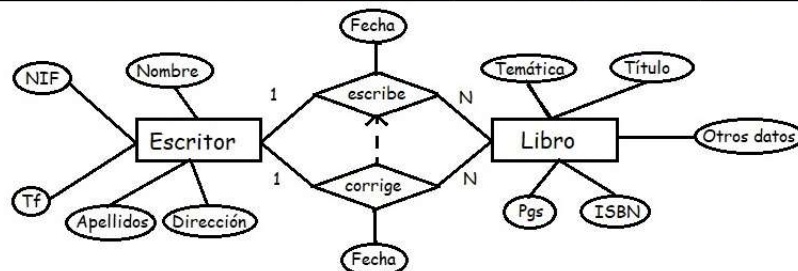 Fecha
NIF
Nombre
Temática
Título
1
escribe
N
Escritor
Libro
Otros datos
1
corrige
N
Tf
Apellidos
Dirección
Pgs
ISBN
Fecha